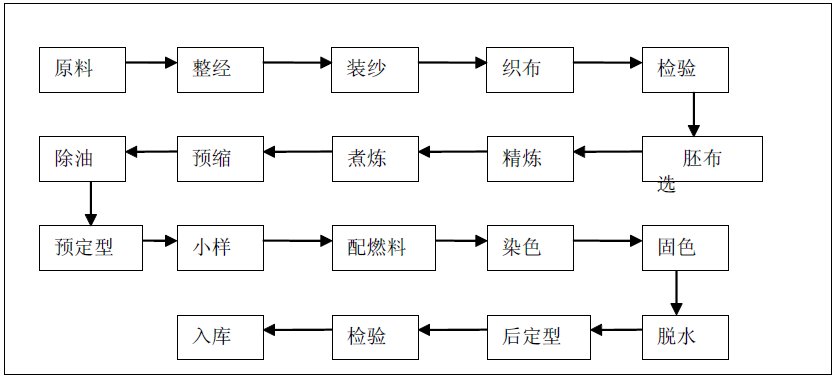 原料 整经 装纱 织布 检验
除油 预缩 煮炼 精炼 胚布
选
预定型 小样 配燃料 染色 固色
入库 检验 后定型 脱水